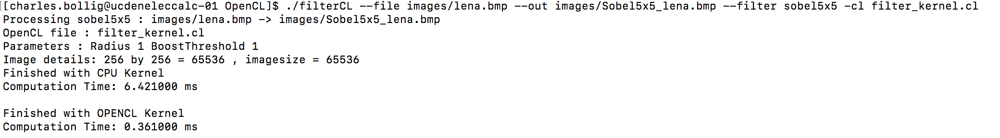 [[charles.bollig@ucdeneleccalc-01 OpenCL]$ ./filterCL --file images/lena.bmp --out images/Sobel5x5_lena.bmp --filter sobel5x5 -cl filter_kernel.cl
Processing sobel5x5 : images/lena.bmp -> images/Sobel5x5_lena.bmp
OpenCL file : filter_kernel.cl
Parameters : Radius 1 BoostThreshold 1
Image details: 256 by 256 = 65536 , imagesize = 65536
Finished with CPU Kernel
Computation Time: 6.421000 ms
Finished with OPENCL Kernel
Computation Time: 0.361000 ms